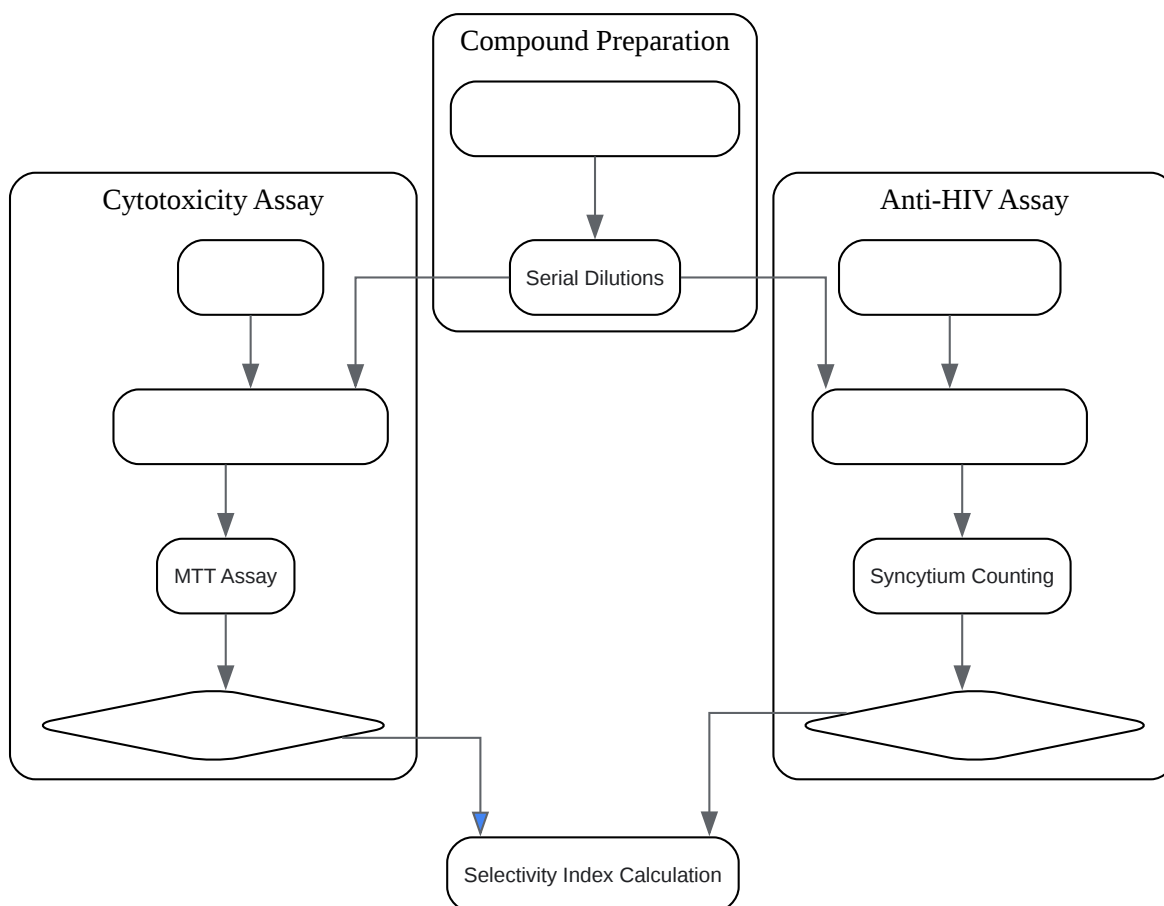 Compound Preparation
Cytotoxicity Assay
Anti-HIV Assay
Serial Dilutions
MTT Assay
Syncytium Counting
Selectivity Index Calculation